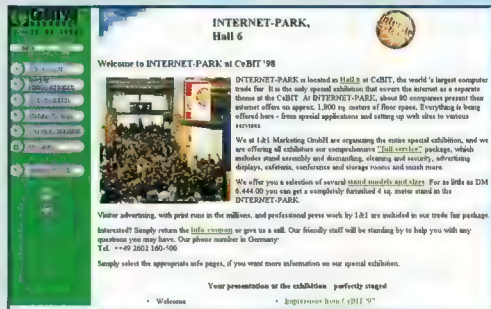 CeBIT
HANNOVER
INTERNET-PARK,
Hall 6
Welcome to INTERNET-PARK at CeBIT '98
INTERNET-PARK is located in Hall 6 at CeBIT, the world's largest computer
trade fair. It is the only special exhibition that covers the internet as a separate
theme at the CeBIT. At INTERNET-PARK, about 80 companies present their
internet offers on approx. 1,800 sq. meters of floor space. Everything is being
offered here - from special applications and setting up web sites to various
services.
We at 1&1 Marketing GmbH are organizing the entire special exhibition, and we
are offering all exhibitors our comprehensive "full service" package, which
includes stand assembly and dismantling, cleaning and security, advertising
displays, cafeteria, conference and storage rooms and much more.
We offer you a selection of several stand models and sizes. For as little as DM
6.444.00 you can get a completely furnished 4 sq. meter stand in the
INTERNET-PARK.
Visitor advertising, with print runs in the millions, and professional press work by 1&1 are included in our trade fair package.
Interested? Simply return the info coupon or give us a call. Our friendly staff will be standing by to help you with any
questions you may have. Our phone number in Germany:
Tel. ++49 2602 160-
Simply select the appropriate info pages, if you want more information on our special exhibition.
Your presentation at the exhibition perfectly staged
• Welcome
• Impressions from CeBIT '97